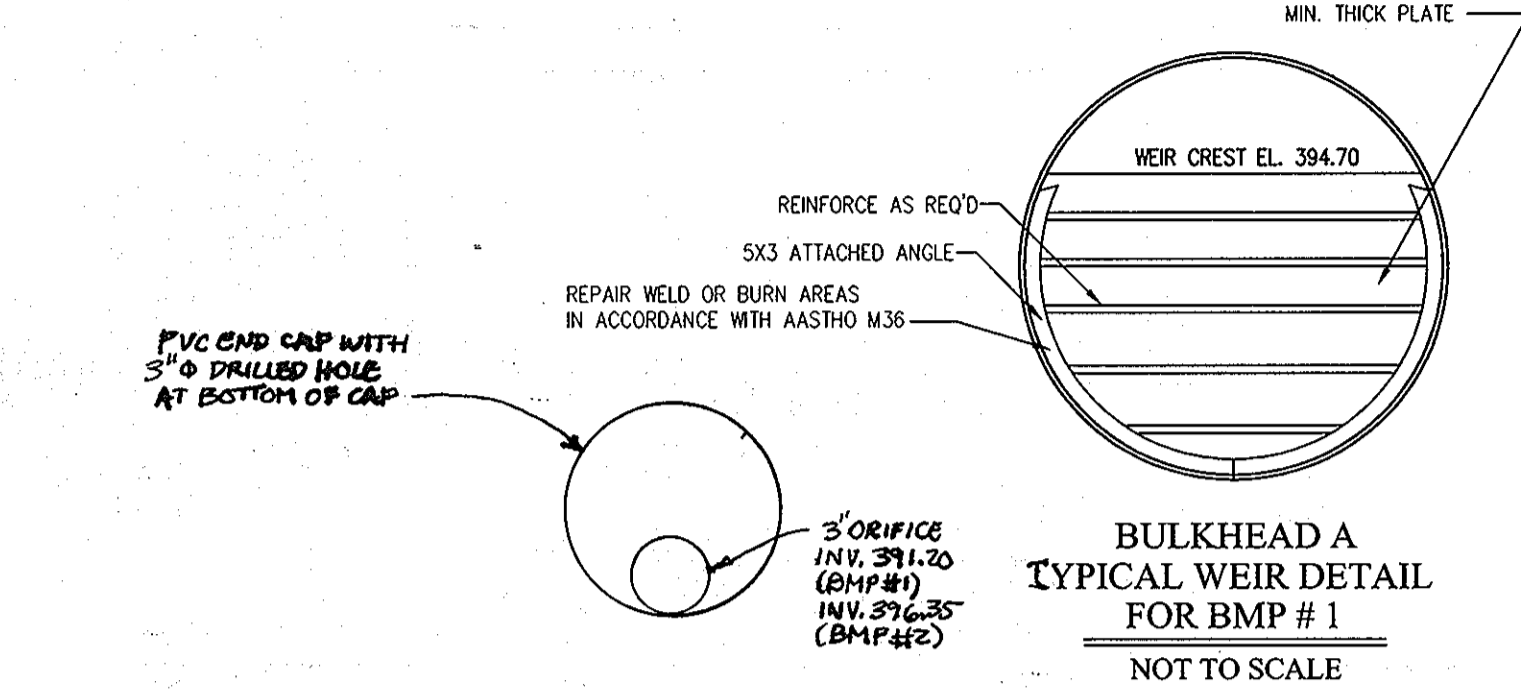 MIN. THICK PLATE
WEIR CREST EL. 394.70
REINFORCE AS REQ'D
5X3 ATTACHED ANGLE
REPAIR WELD OR BURN AREAS
IN ACCORDANCE WITH AASTHO M36
PVC END CAP WITH
3"Φ DRILLED HOLE
AT BOTTOM OF CAP
3" ORIFICE
INV. 391.20
(BMP#1)
INV. 396.35
(BMP#2)
BULKHEAD A
TYPICAL WEIR DETAIL
FOR BMP # 1
NOT TO SCALE